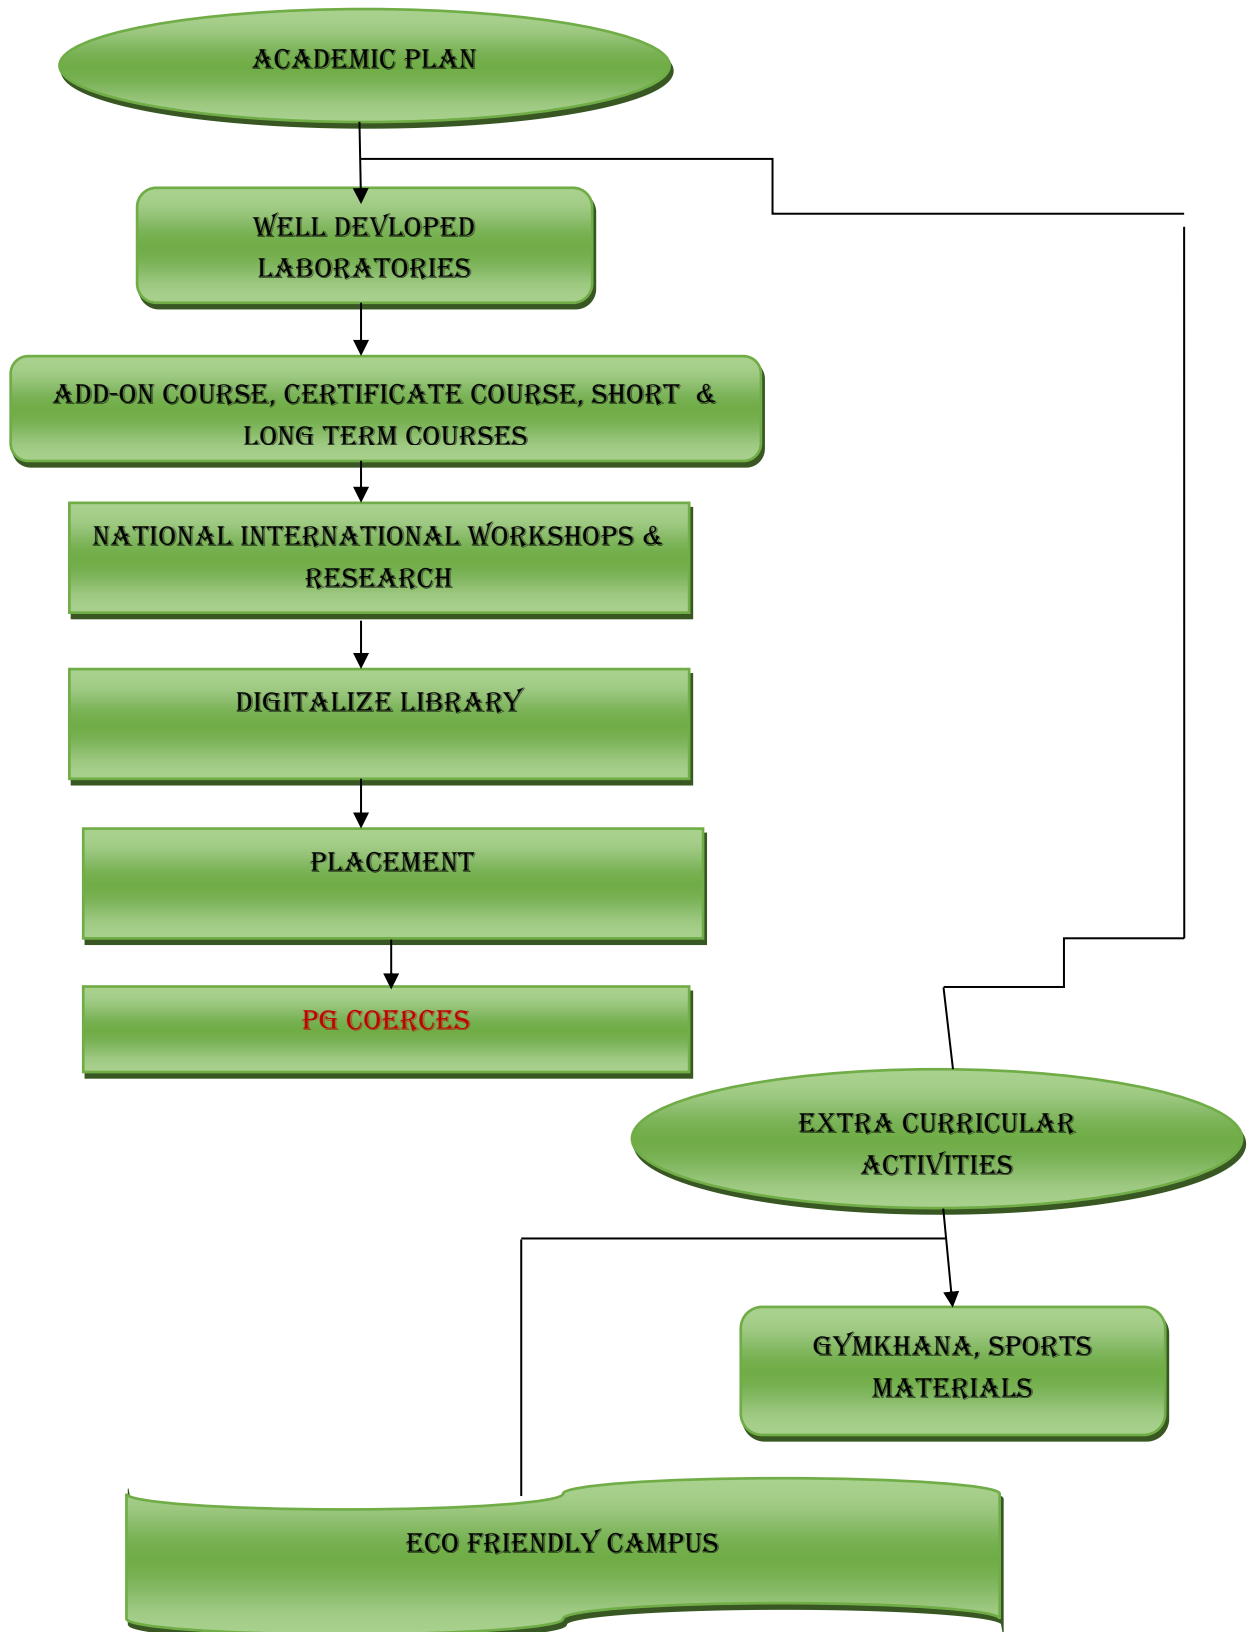 ACADEMIC PLAN
WELL DEVLOPED
LABORATORIES
ADD-ON COURSE, CERTIFICATE COURSE, SHORT &
LONG TERM COURSES
NATIONAL INTERNATIONAL WORKSHOPS &
RESEARCH
DIGITALIZE LIBRARY
PLACEMENT
PG COERCES
EXTRA CURRICULAR
ACTIVITIES
GYMKHANA, SPORTS
MATERIALS
ECO FRIENDLY CAMPUS